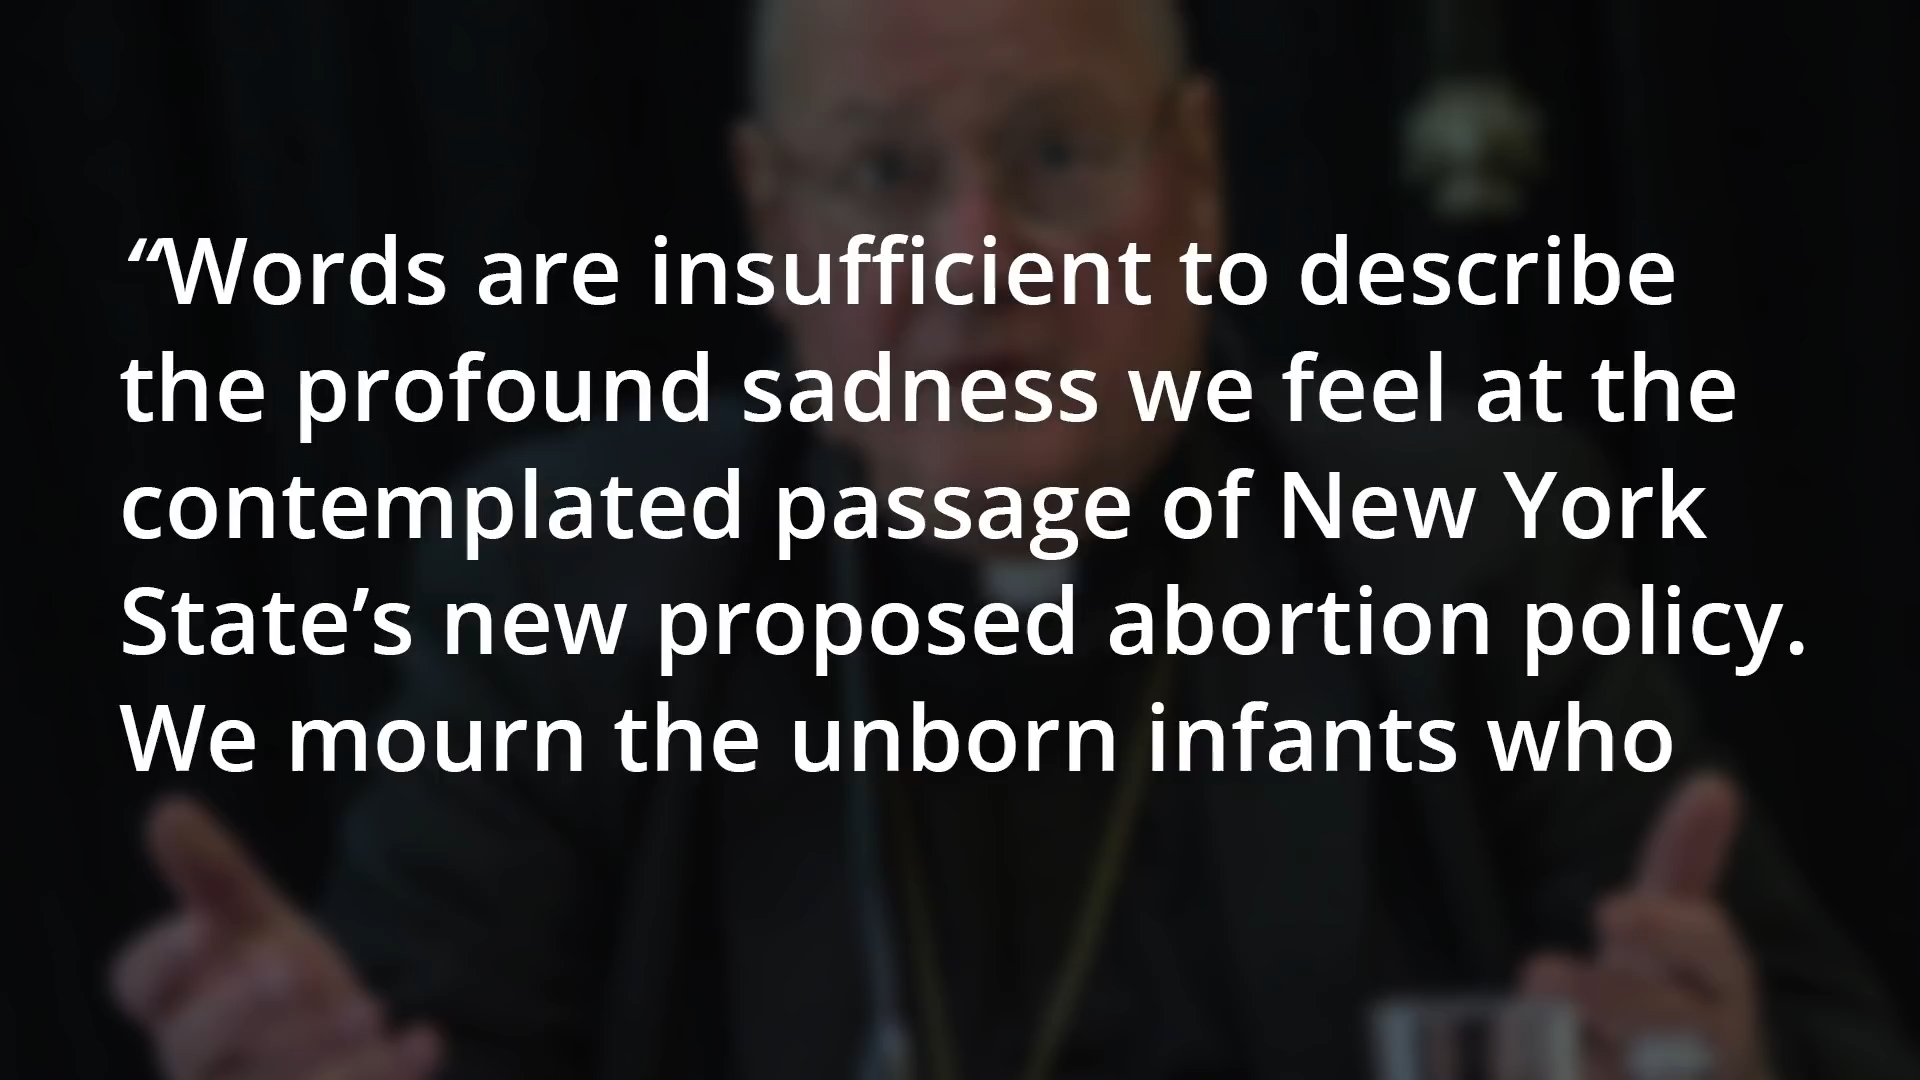 “Words are insufficient to describe
the profound sadness we feel at the
contemplated passage of New York
State’s new proposed abortion policy.
We mourn the unborn infants who